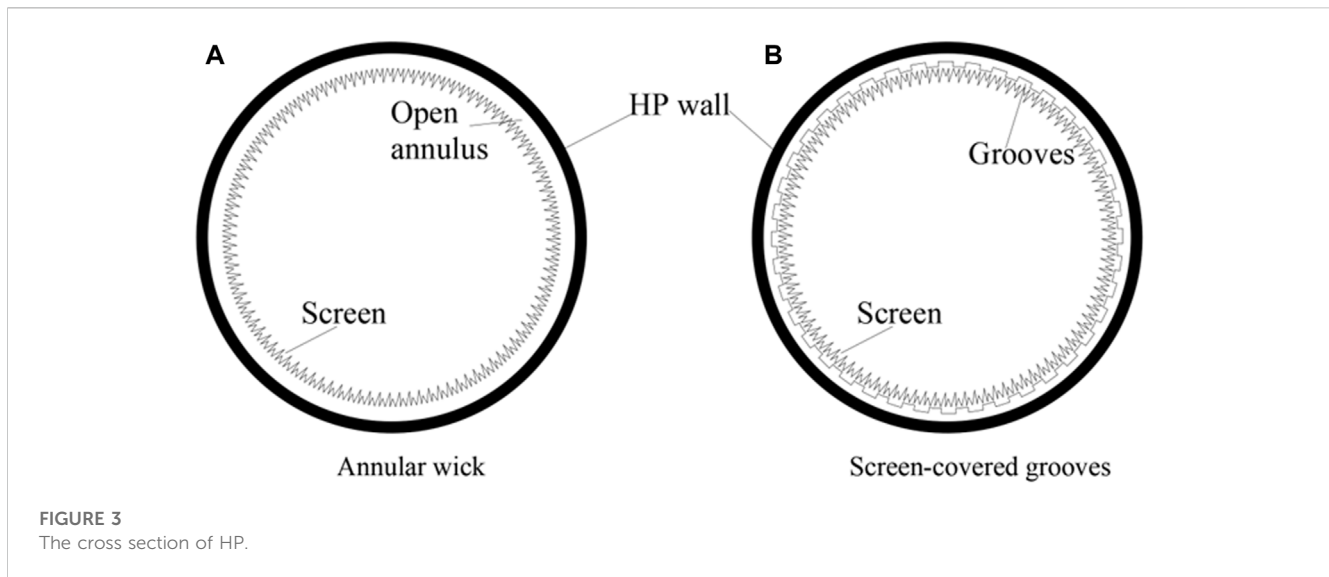 A
B
Open
annulus
HP wall
Grooves
Screen
Screen
Annular wick
Screen-covered grooves
FIGURE 3
The cross section of HP.